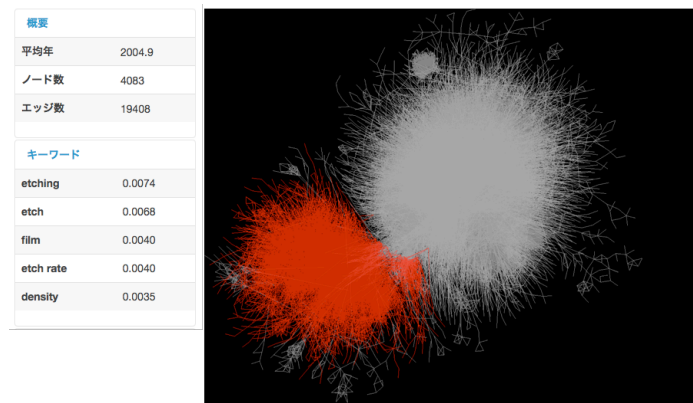 概要
平均年 2004.9
ノード数 4083
エッジ数 19408
キーワード
etching 0.0074
etch 0.0068
film 0.0040
etch rate 0.0040
density 0.0035